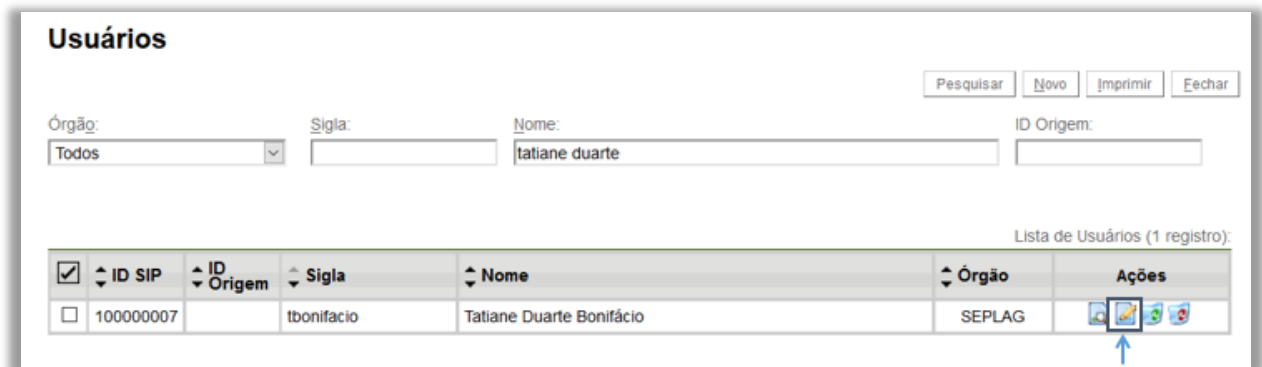 Usuários
Pesquisar Novo Imprimir Fechar
Órgão: Sigla: Nome: ID Origem:
Todos tatiane duarte
Lista de Usuários (1 registro):
ID SIP ID Origem Sigla Nome Órgão Ações
100000007 tbonifacio Tatiane Duarte Bonifácio SEPLAG